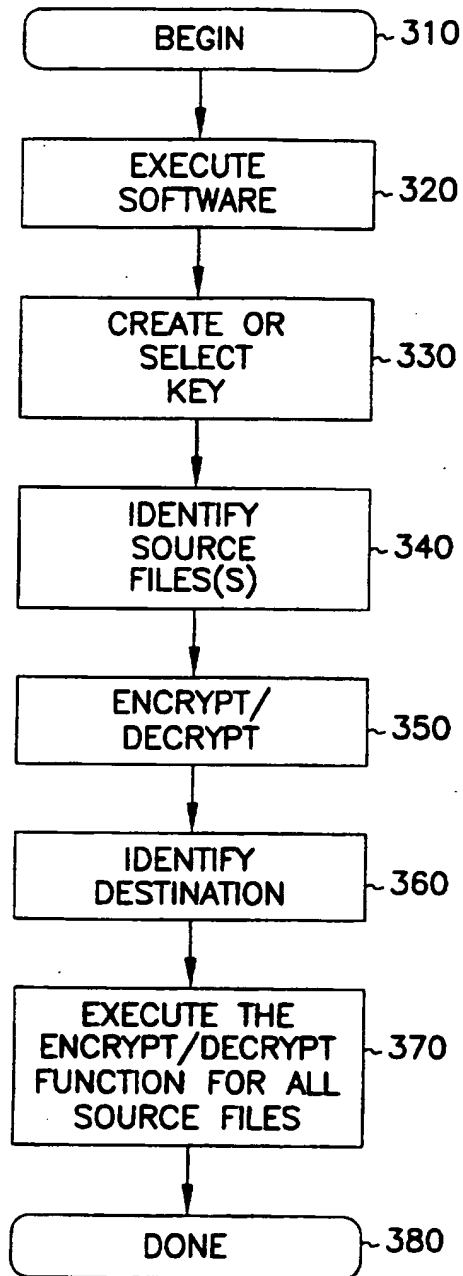 BEGIN
310
EXECUTE
SOFTWARE
320
CREATE OR
SELECT
KEY
330
IDENTIFY
SOURCE
FILES(S)
340
ENCRYPT/
DECRYPT
350
IDENTIFY
DESTINATION
360
EXECUTE THE
ENCRYPT/DECRYPT
FUNCTION FOR ALL
SOURCE FILES
370
DONE
380